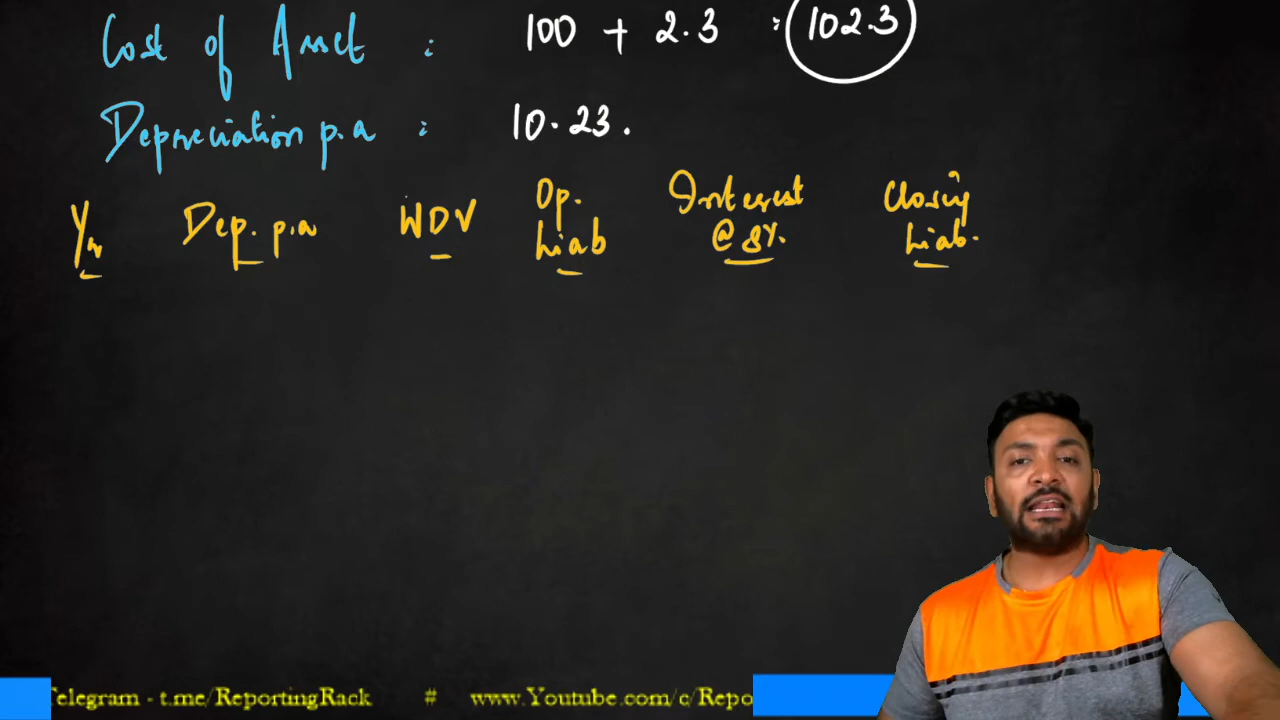 Cost of Asset : 100 + 2.3 : 102.3
Depreciation p.a : 10.23.
Yr Dep. p.a WDV Op. Liab Interest @ 8%. Closing Liab.
Telegram - t.me/ReportingRack # www.Youtube.com/c/Repo